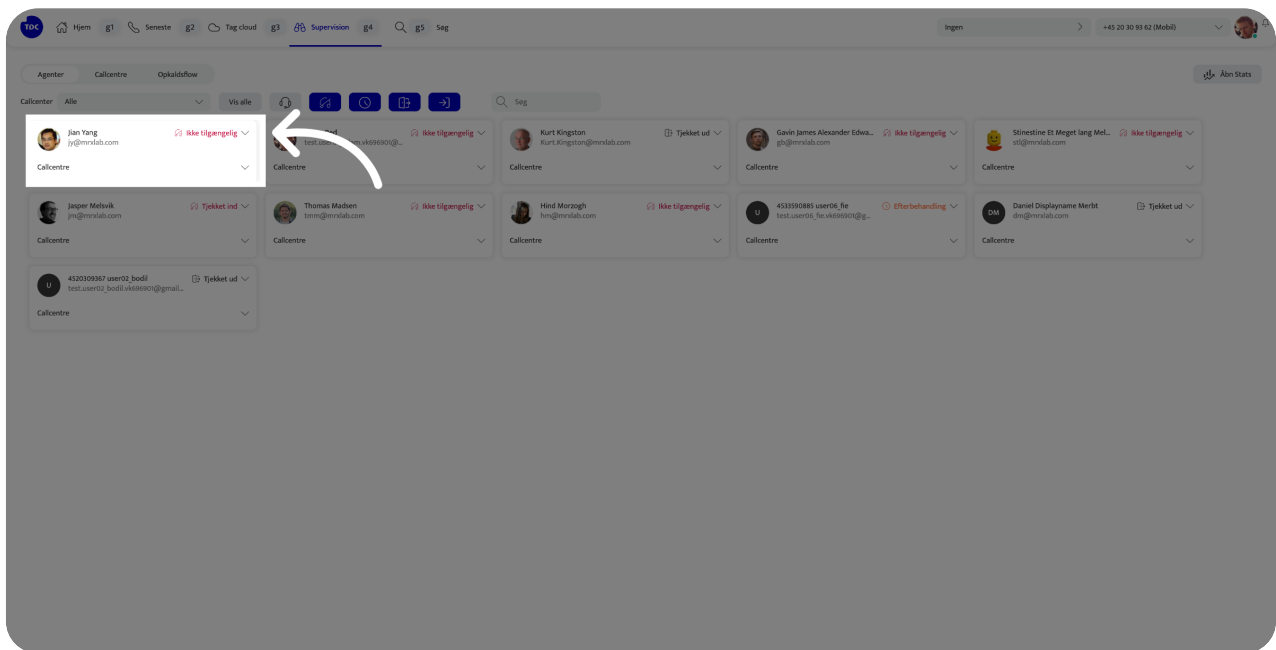 TDC Hjem g1 Seneste g2 Tag cloud g3 Supervision g4 g5 Søg Ingen +45 20 30 93 62 (Mobil)
Agenter Callcentre Opkaldsflow Åbn Stats
Callcenter Alle Vis alle Søg
Jian Yang Ikke tilgængelig
jy@mrxlab.com
Callcentre
Ikke tilgængelig
Callcentre
Kurt Kingston Tjekket ud
Kurt.Kingston@mrxlab.com
Callcentre
Gavin James Alexander Edwa... Ikke tilgængelig
gb@mrxlab.com
Callcentre
Stinestine Et Meget lang Mel... Ikke tilgængelig
stl@mrxlab.com
Callcentre
Jasper Melsvik Tjekket ind
jm@mrxlab.com
Callcentre
Thomas Madsen Ikke tilgængelig
tmm@mrxlab.com
Callcentre
Hind Morzogh Ikke tilgængelig
hm@mrxlab.com
Callcentre
U 4533590885 user06_fie Efterbehandling
test.user06_fie.vk696901@g...
Callcentre
DM Daniel Displayname Merbt Tjekket ud
dm@mrxlab.com
Callcentre
U 4520309367 user02_bodil Tjekket ud
test.user02_bodil.vk696901@gmail...
Callcentre